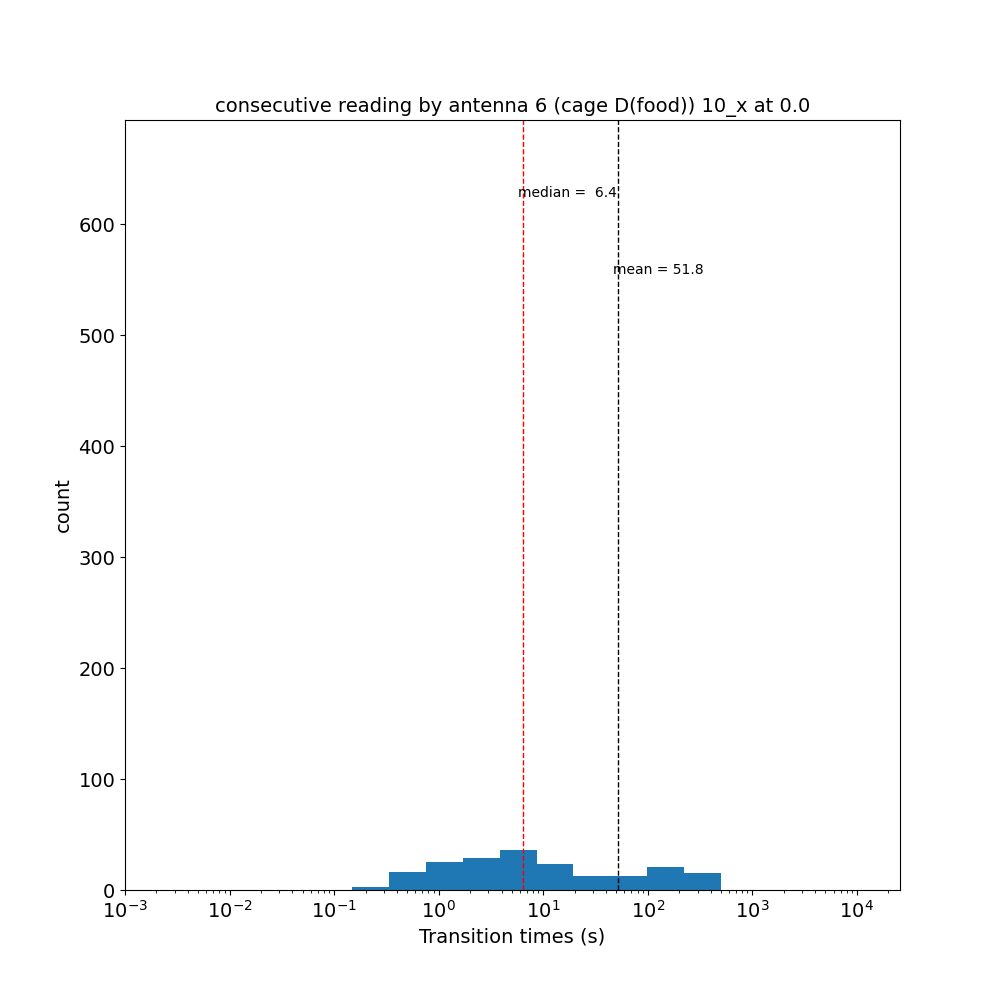 consecutive reading by antenna 6 (cage D(food)) 10_x at 0.0
median =  6.4
mean = 51.8
600
500
400
300
200
100
0
count
10⁻³ 10⁻² 10⁻¹ 10⁰ 10¹ 10² 10³ 10⁴
Transition times (s)